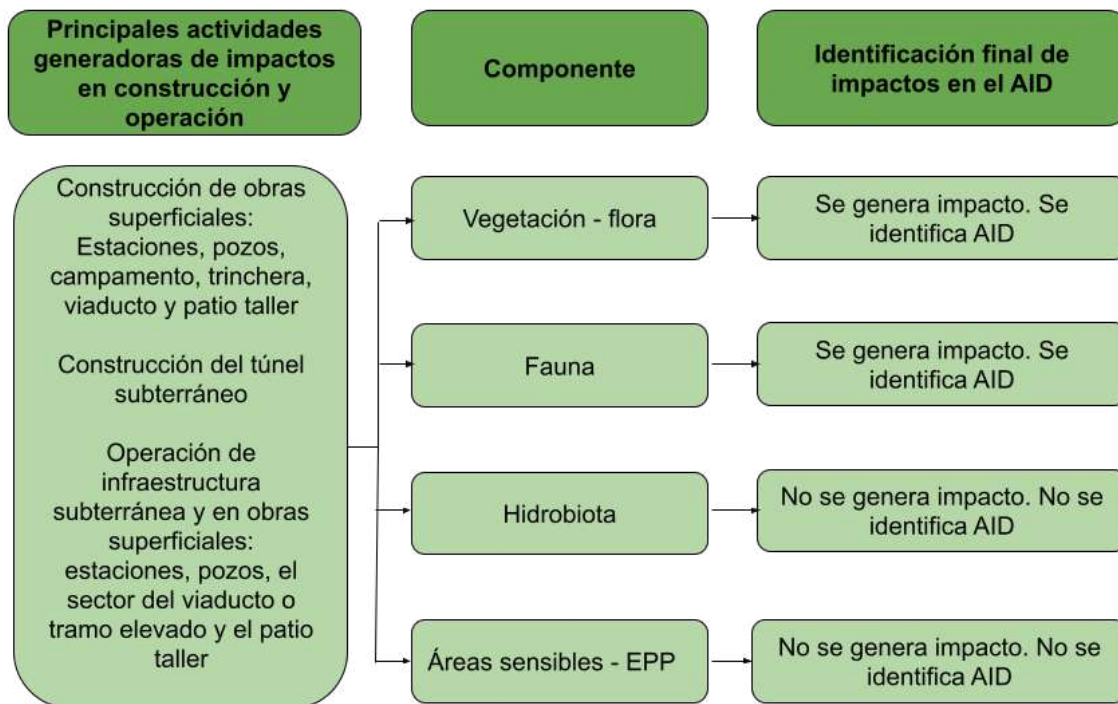 Principales actividades
generadoras de impactos
en construcción y
operación
Componente
Identificación final de
impactos en el AID
Construcción de obras
superficiales:
Estaciones, pozos,
campamento, trinchera,
viaducto y patio taller
Construcción del túnel
subterráneo
Operación de
infraestructura
subterránea y en obras
superficiales:
estaciones, pozos, el
sector del viaducto o
tramo elevado y el patio
taller
Vegetación - flora
Se genera impacto. Se
identifica AID
Fauna
Se genera impacto. Se
identifica AID
Hidrobiota
No se genera impacto. No se
identifica AID
Áreas sensibles - EPP
No se genera impacto. No se
identifica AID